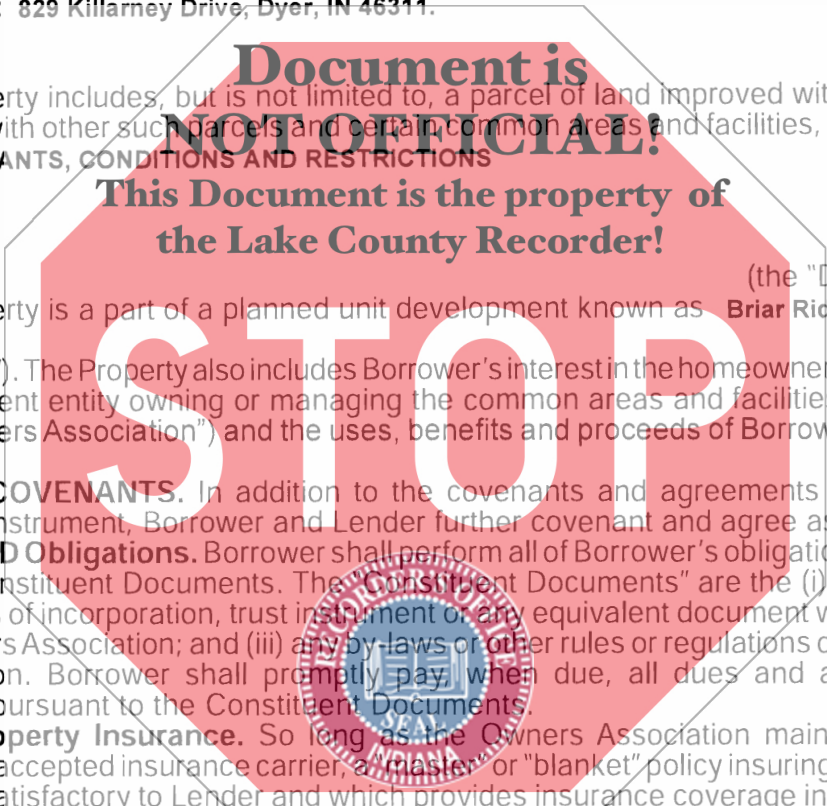 : 829 Killarney Drive, Dyer, IN 46311.
Document is
erty includes, but is not limited to, a parcel of land improved wit
NOT OFFICIAL!
ith other such parcels and certain common areas and facilities,
ANTS, CONDITIONS AND RESTRICTIONS
This Document is the property of
the Lake County Recorder!
(the "D
erty is a part of a planned unit development known as Briar Rid
STOP
"). The Property also includes Borrower's interest in the homeowner
ent entity owning or managing the common areas and facilitie
ers Association") and the uses, benefits and proceeds of Borrow
COVENANTS. In addition to the covenants and agreements
nstrument, Borrower and Lender further covenant and agree as
D Obligations. Borrower shall perform all of Borrower's obligatio
nstituent Documents. The "Constituent Documents" are the (i)
of incorporation, trust instrument or any equivalent document w
rs Association; and (iii) any by-laws or other rules or regulations o
on. Borrower shall promptly pay, when due, all dues and a
pursuant to the Constituent Documents.
RECORDER'S OFFICE
SEAL
INDIANA
operty Insurance. So long as the Owners Association main
accepted insurance carrier, a "master" or "blanket" policy insuring
atisfactory to Lender and which provides insurance coverage in